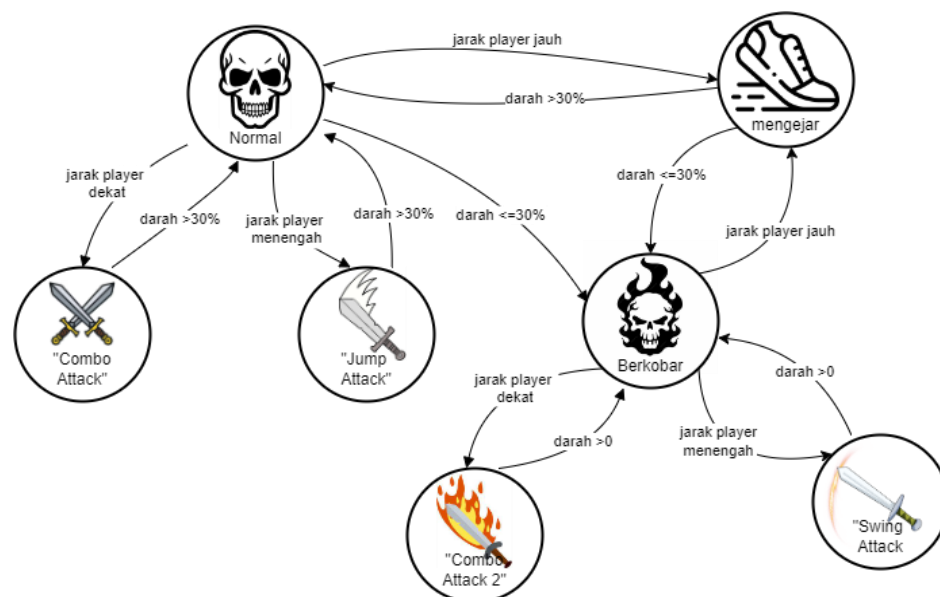 jarak player jauh
darah >30%
Normal
mengejar
jarak player
dekat
darah >30%
jarak player
menengah
darah >30%
darah <=30%
darah <=30%
jarak player jauh
"Combo
Attack"
"Jump
Attack"
Berkobar
jarak player
dekat
darah >0
jarak player
menengah
darah >0
"Combo
Attack 2"
"Swing
Attack